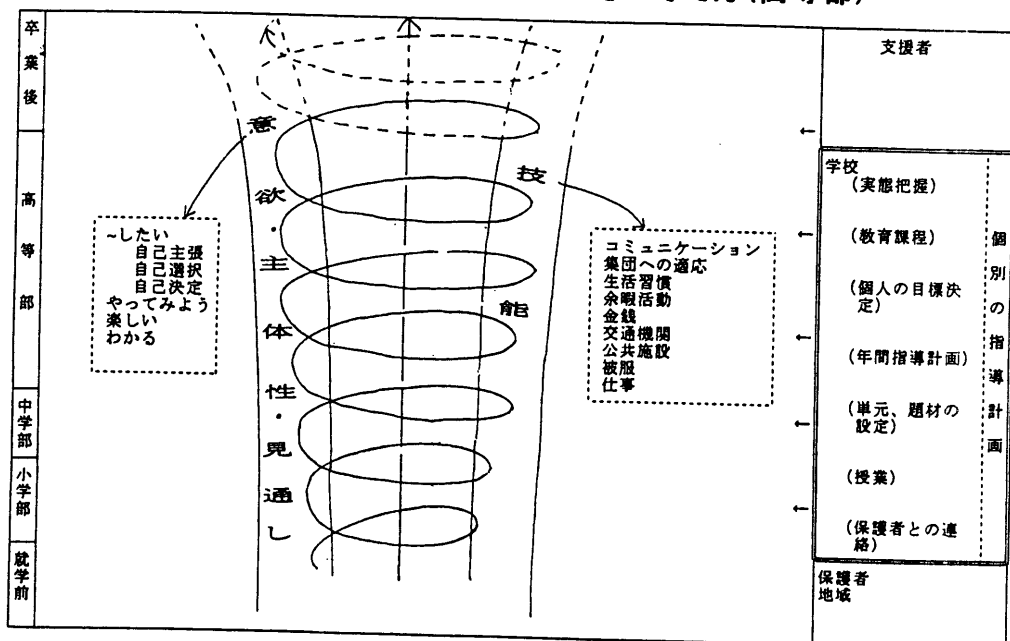 (高等部)
卒業後
高等部
中学部
小学部
就学前
意欲・主体性・見通し
技能
~したい
自己主張
自己選択
自己決定
やってみよう
楽しい
わかる
コミュニケーション
集団への適応
生活習慣
余暇活動
金銭
交通機関
公共施設
被服
仕事
支援者
学校
(実態把握)
(教育課程)
(個人の目標決
定)
(年間指導計画)
(単元、題材の
設定)
(授業)
(保護者との連
絡)
個別の指導計画
保護者
地域